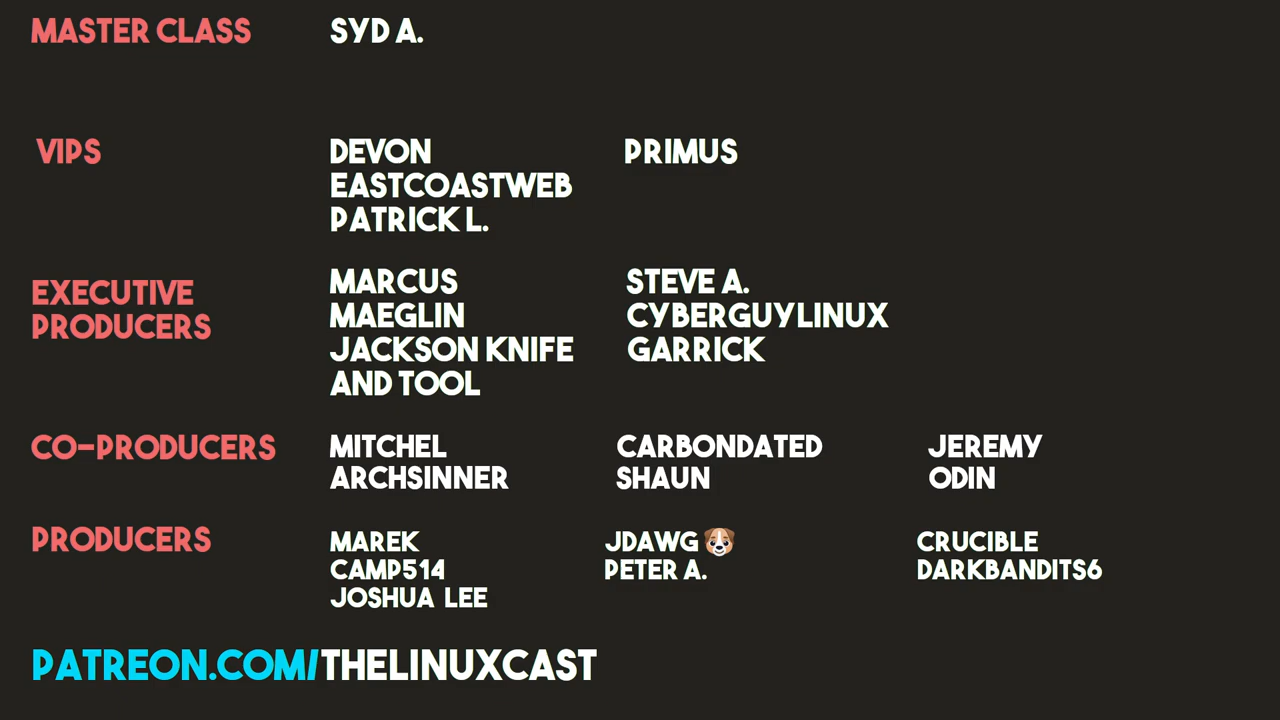 MASTER CLASS SYD A.
VIPS DEVON PRIMUS
EASTCOASTWEB
PATRICK L.
EXECUTIVE PRODUCERS
MARCUS STEVE A.
MAEGLIN CYBERGUYLINUX
JACKSON KNIFE GARRICK
AND TOOL
CO-PRODUCERS MITCHEL CARBONDATED JEREMY
ARCHSINNER SHAUN ODIN
PRODUCERS MAREK JDAWG🐶 CRUCIBLE
CAMP514 PETER A. DARKBANDITS6
JOSHUA LEE
PATREON.COM/THELINUXCAST